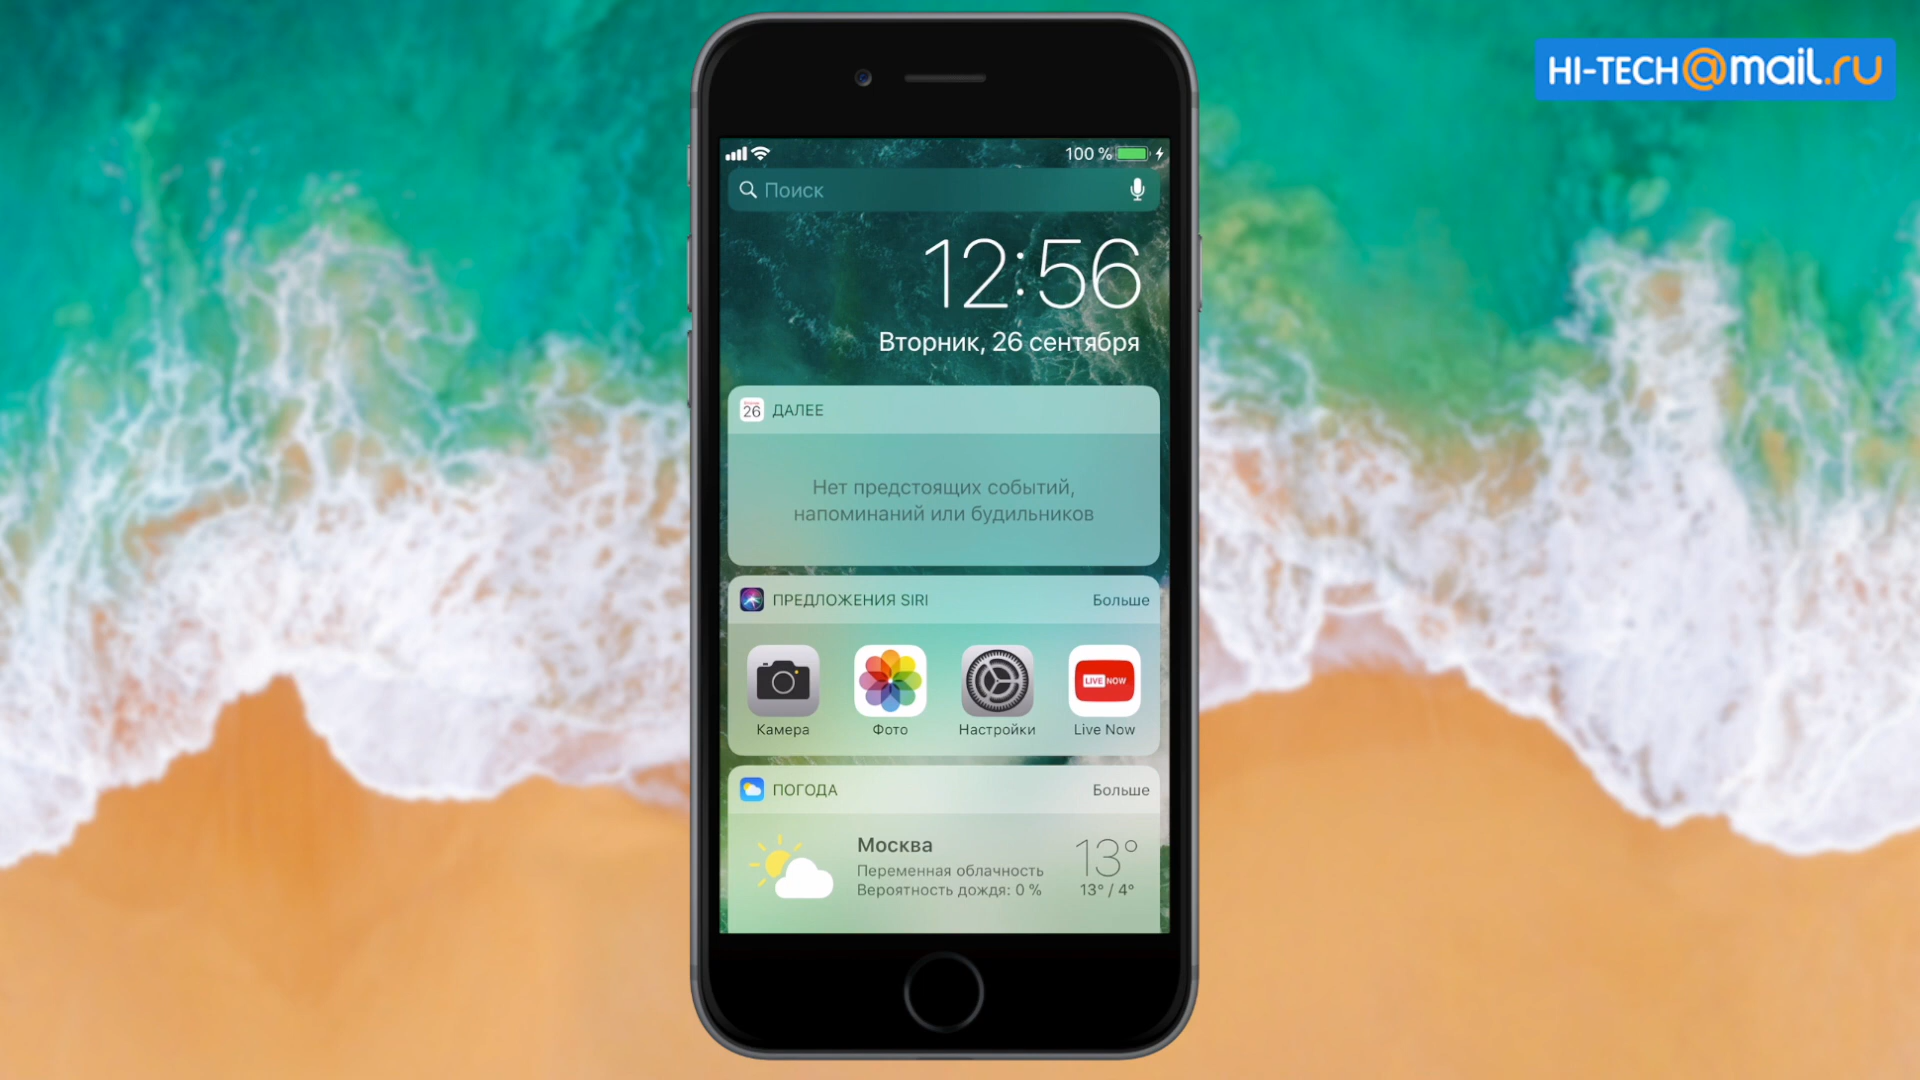 HI-TECH@mail.ru
100 %
Поиск
12:56
Вторник, 26 сентября
26 ДАЛЕЕ
Нет предстоящих событий,
напоминаний или будильников
ПРЕДЛОЖЕНИЯ SIRI Больше
LIVE NOW
Камера Фото Настройки Live Now
ПОГОДА Больше
Москва 13°
Переменная облачность
Вероятность дождя: 0 % 13° / 4°